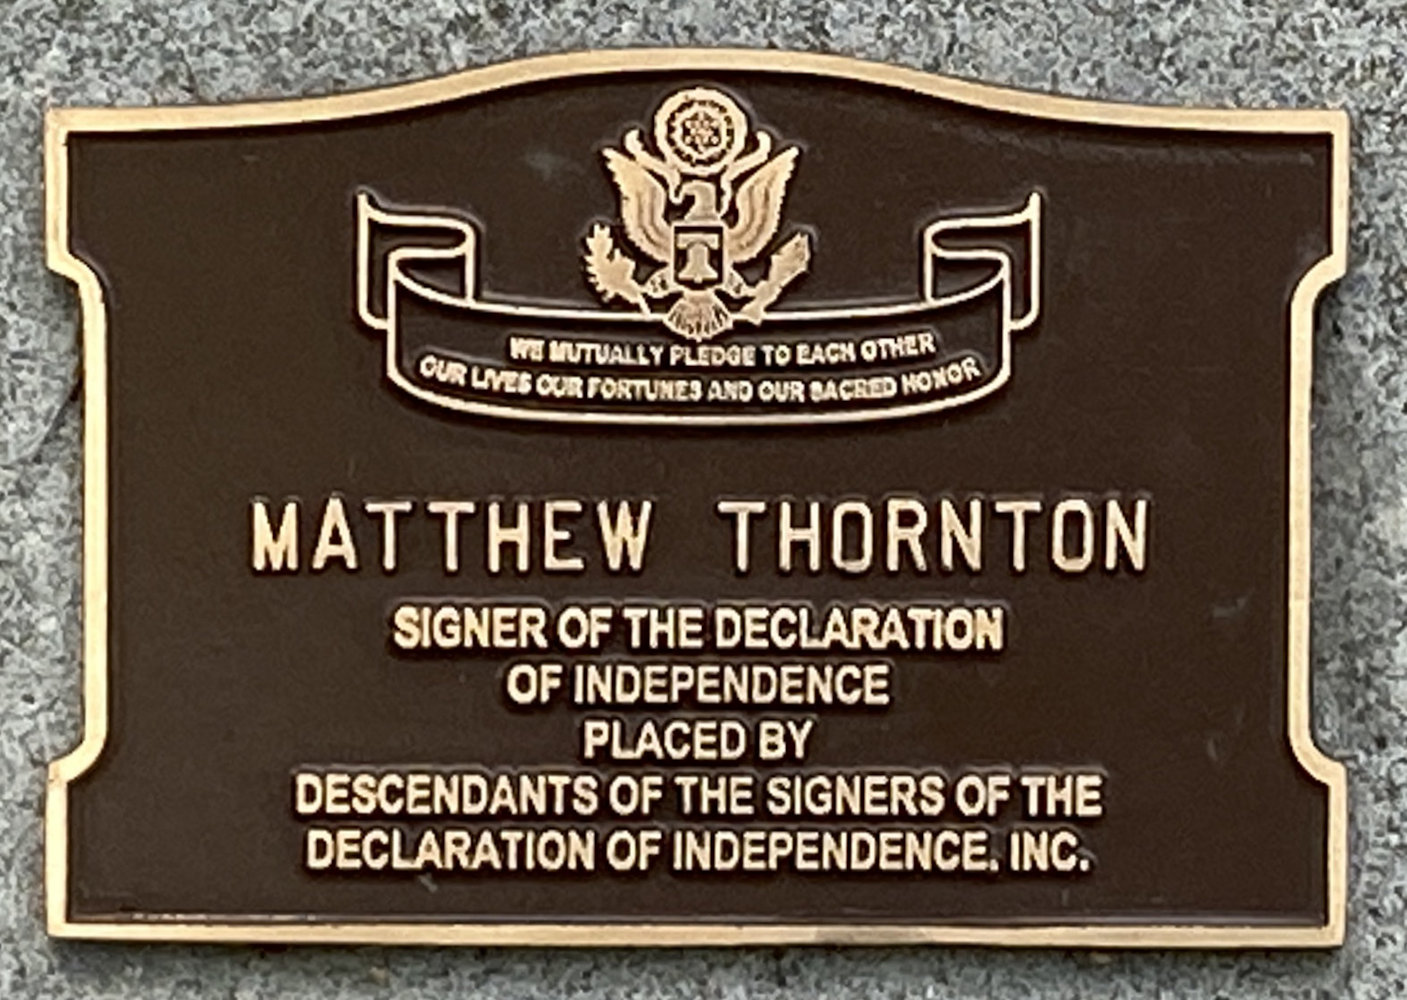 WE MUTUALLY PLEDGE TO EACH OTHER
OUR LIVES OUR FORTUNES AND OUR SACRED HONOR
MATTHEW THORNTON
SIGNER OF THE DECLARATION
OF INDEPENDENCE
PLACED BY
DESCENDANTS OF THE SIGNERS OF THE
DECLARATION OF INDEPENDENCE, INC.